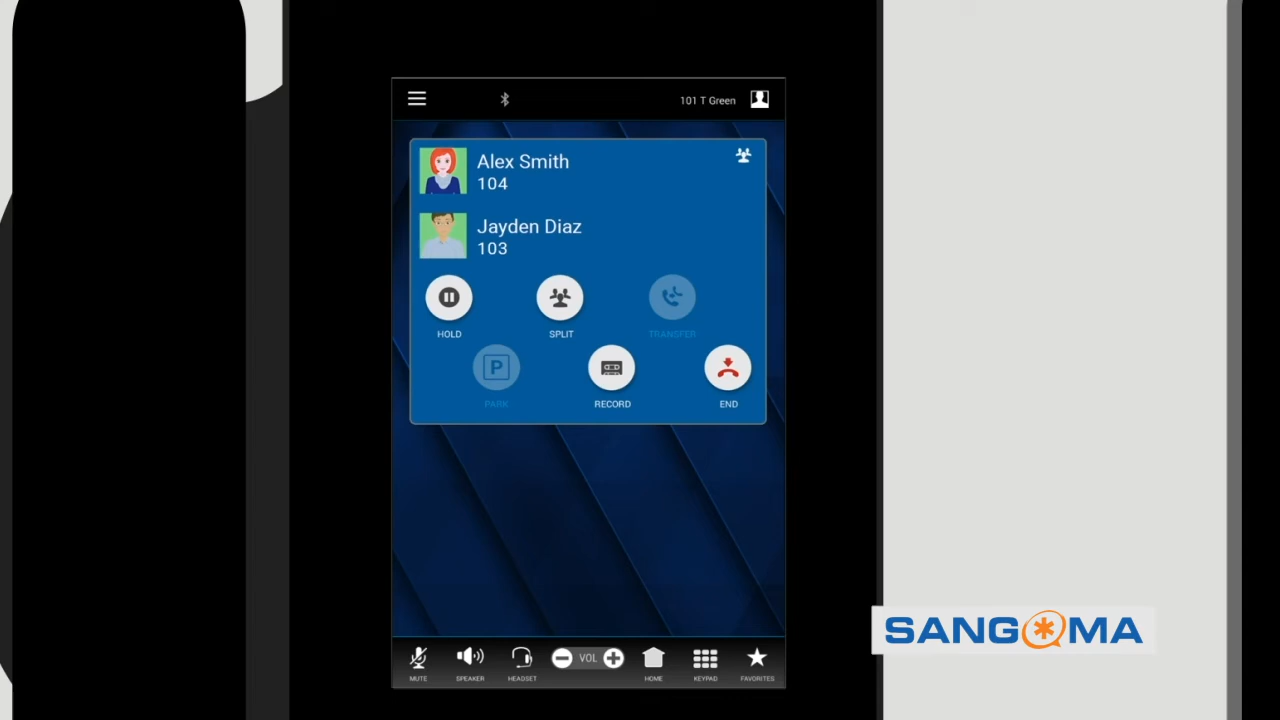 101 T Green
Alex Smith
104
Jayden Diaz
103
HOLD
SPLIT
TRANSFER
P
PARK
RECORD
END
SANGOMA
VOL
MUTE
SPEAKER
HEADSET
HOME
KEYPAD
FAVORITES